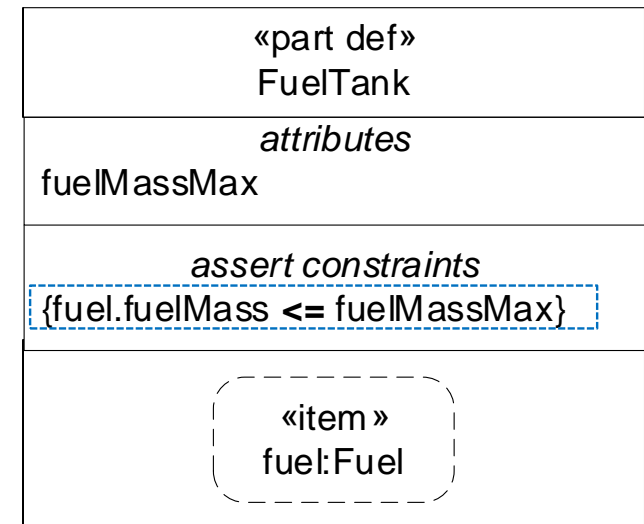 «part def»
FuelTank
attributes
fuelMassMax
assert constraints
{fuel.fuelMass <= fuelMassMax}
«item»
fuel:Fuel